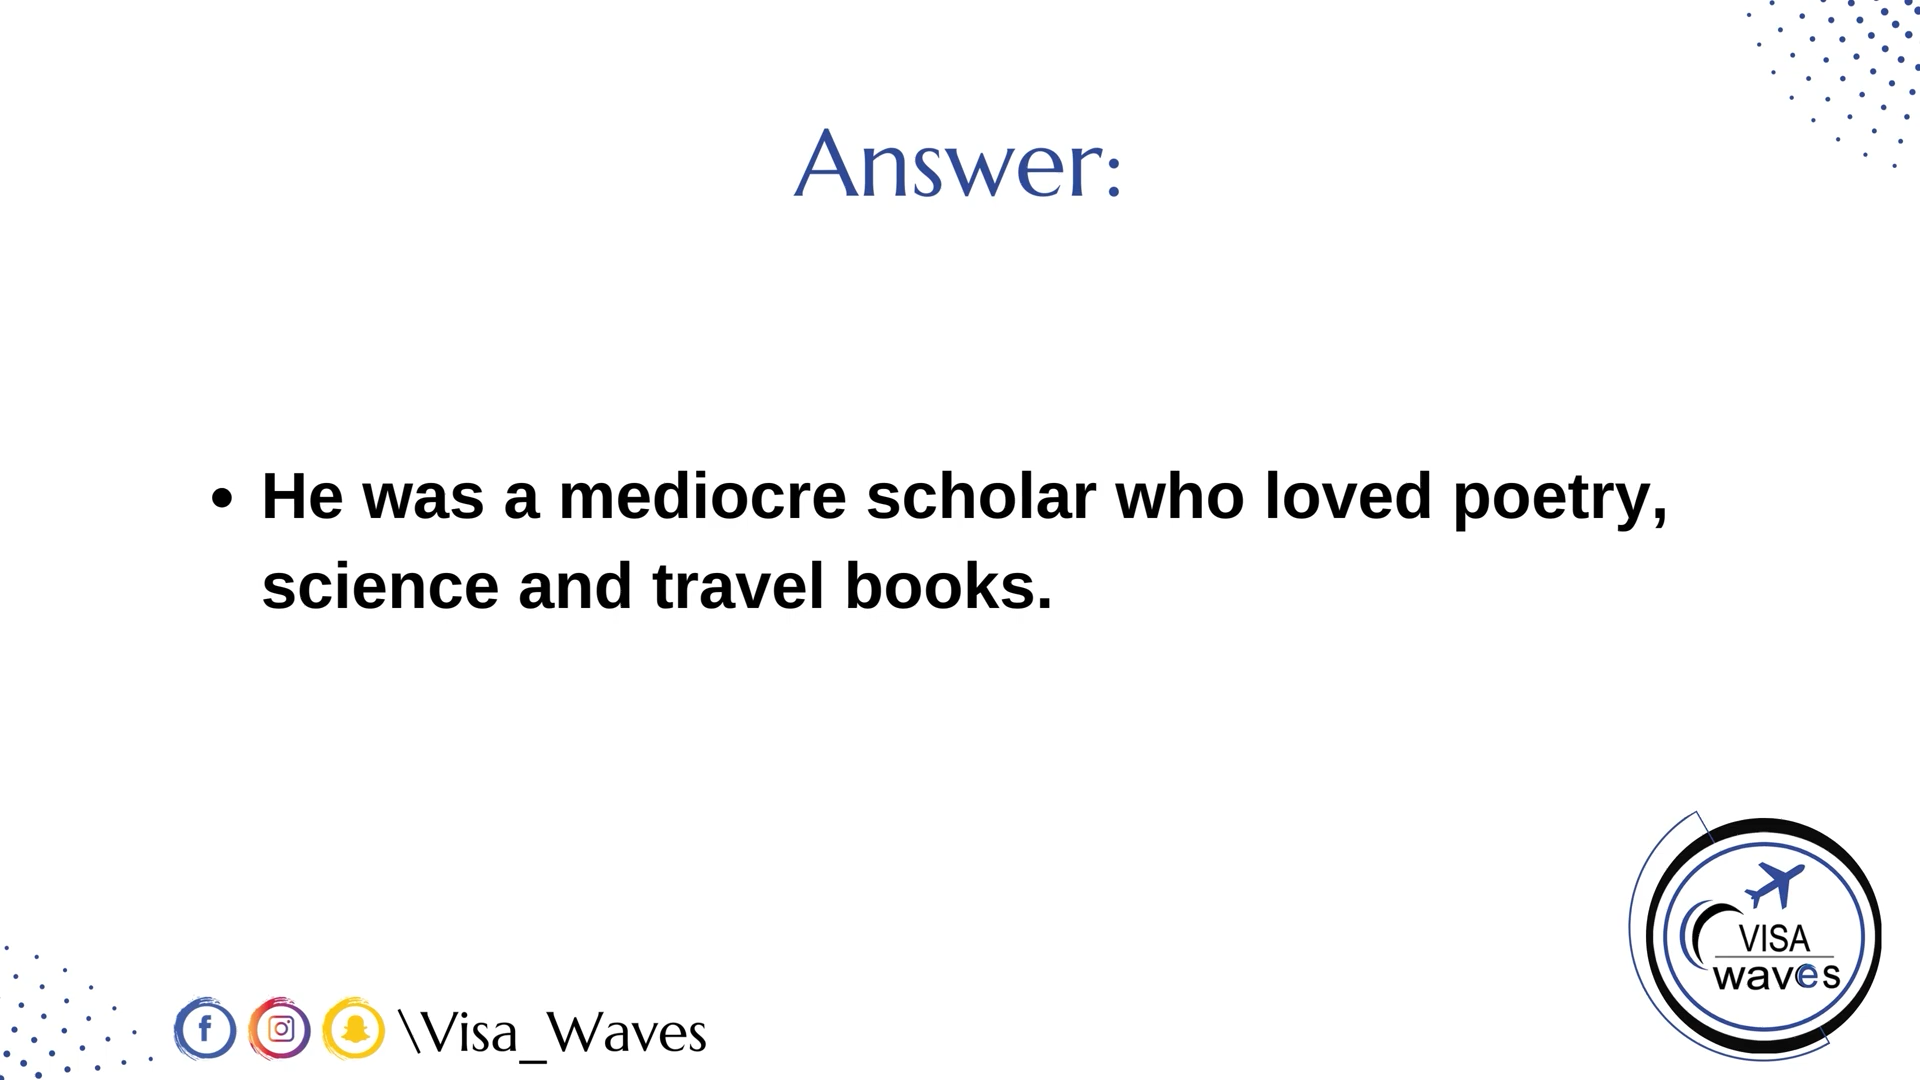 Answer:
• He was a mediocre scholar who loved poetry,
science and travel books.
VISA
waves
\Visa_Waves